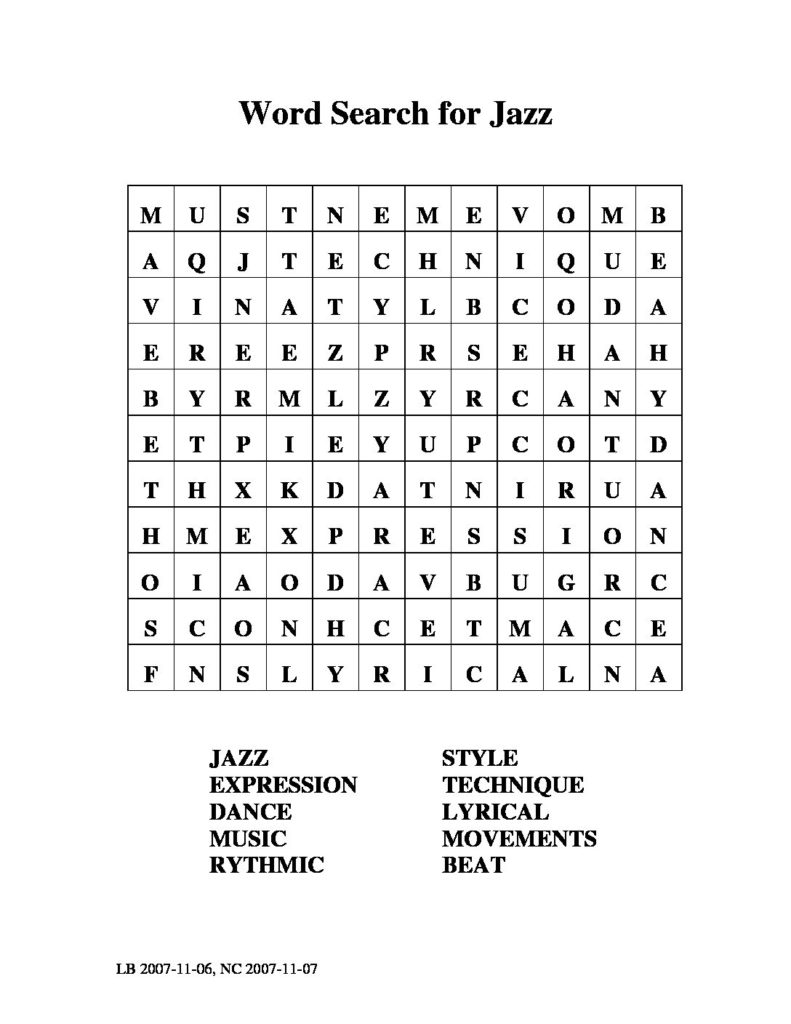 Word Search for Jazz
M U S T N E M E V O M B
A Q J T E C H N I Q U E
V I N A T Y L B C O D A
E R E E Z P R S E H A H
B Y R M L Z Y R C A N Y
E T P I E Y U P C O T D
T H X K D A T N I R U A
H M E X P R E S S I O N
O I A O D A V B U G R C
S C O N H C E T M A C E
F N S L Y R I C A L N A
JAZZ STYLE
EXPRESSION TECHNIQUE
DANCE LYRICAL
MUSIC MOVEMENTS
RYTHMIC BEAT
LB 2007-11-06, NC 2007-11-07